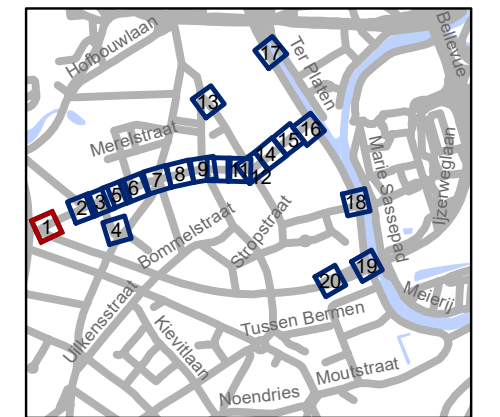 Hofbouwlaan
Ter Platen
Bellevue
17
13
Merelstraat
16
15
14
Marie Sassepad
Ijzerweglaan
12
11
9
8
7
6
5
3
2
1
4
18
Bommelstraat
Stropstraat
19
20
Meierij
Uilkensstraat
Kievitlaan
Tussen Bermen
Moutstraat
Noendries